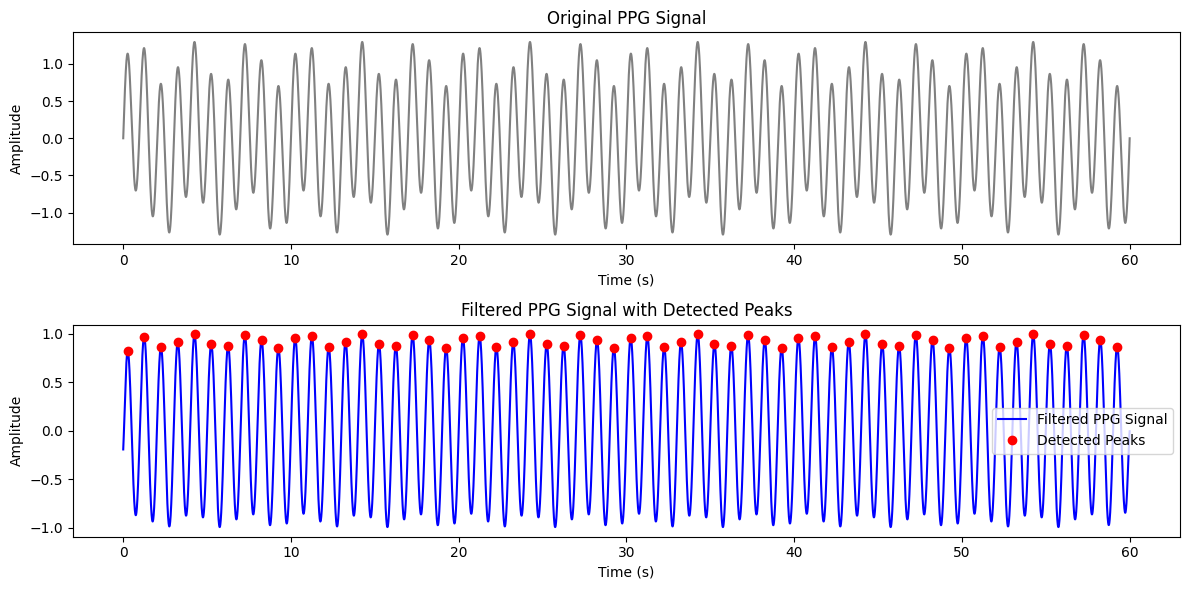 Original PPG Signal
Amplitude
1.0
0.5
0.0
−0.5
−1.0
0 10 20 30 40 50 60
Time (s)
Filtered PPG Signal with Detected Peaks
Amplitude
1.0
0.5
0.0
−0.5
−1.0
Filtered PPG Signal
Detected Peaks
0 10 20 30 40 50 60
Time (s)